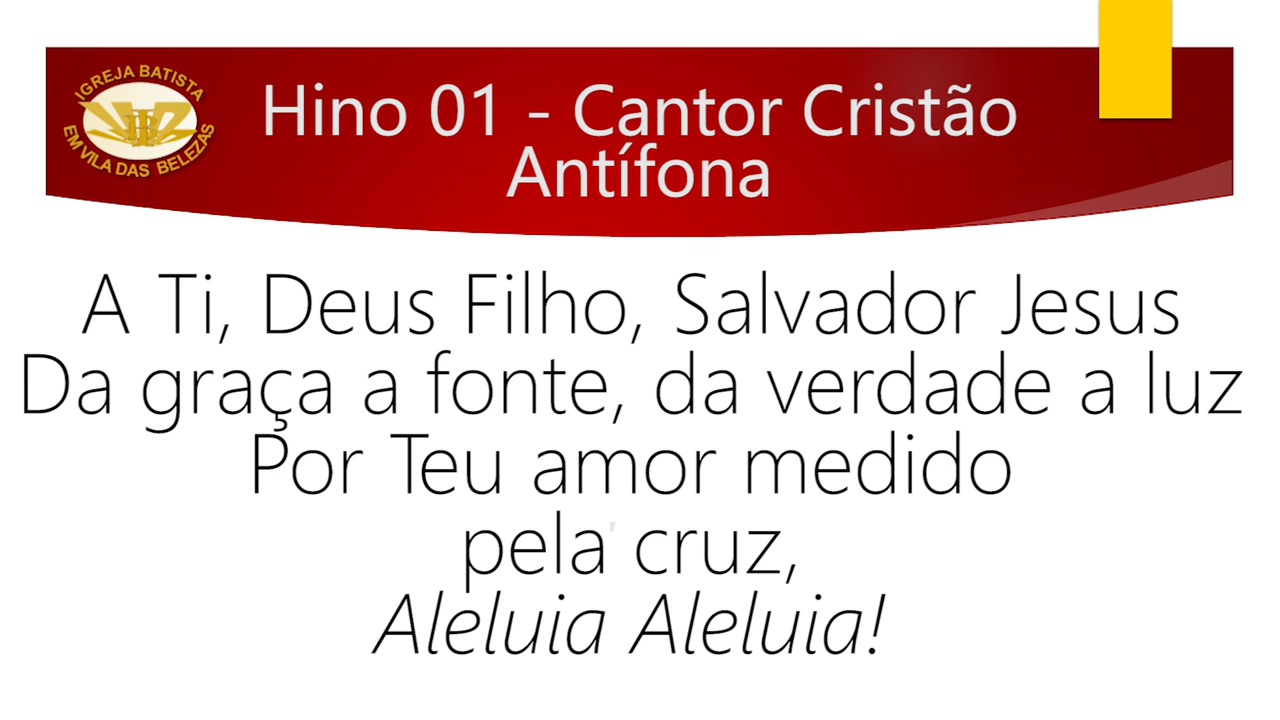 IGREJA BATISTA
EM VILA DAS BELEZAS
Hino 01 - Cantor Cristão
Antífona
A Ti, Deus Filho, Salvador Jesus
Da graça a fonte, da verdade a luz
Por Teu amor medido
pela cruz,
Aleluia Aleluia!